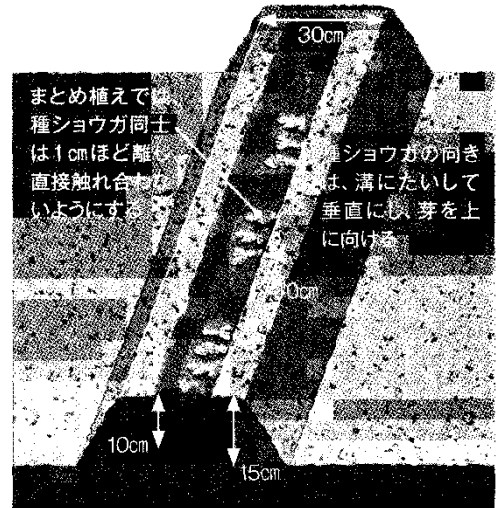 30cm
まとめ植えでは
種ショウガ同士
は1cmほど離し
直接触れ合わな
いようにする
種ショウガの向き
は、溝にたいして
垂直にし、芽を上
に向ける
10cm
15cm